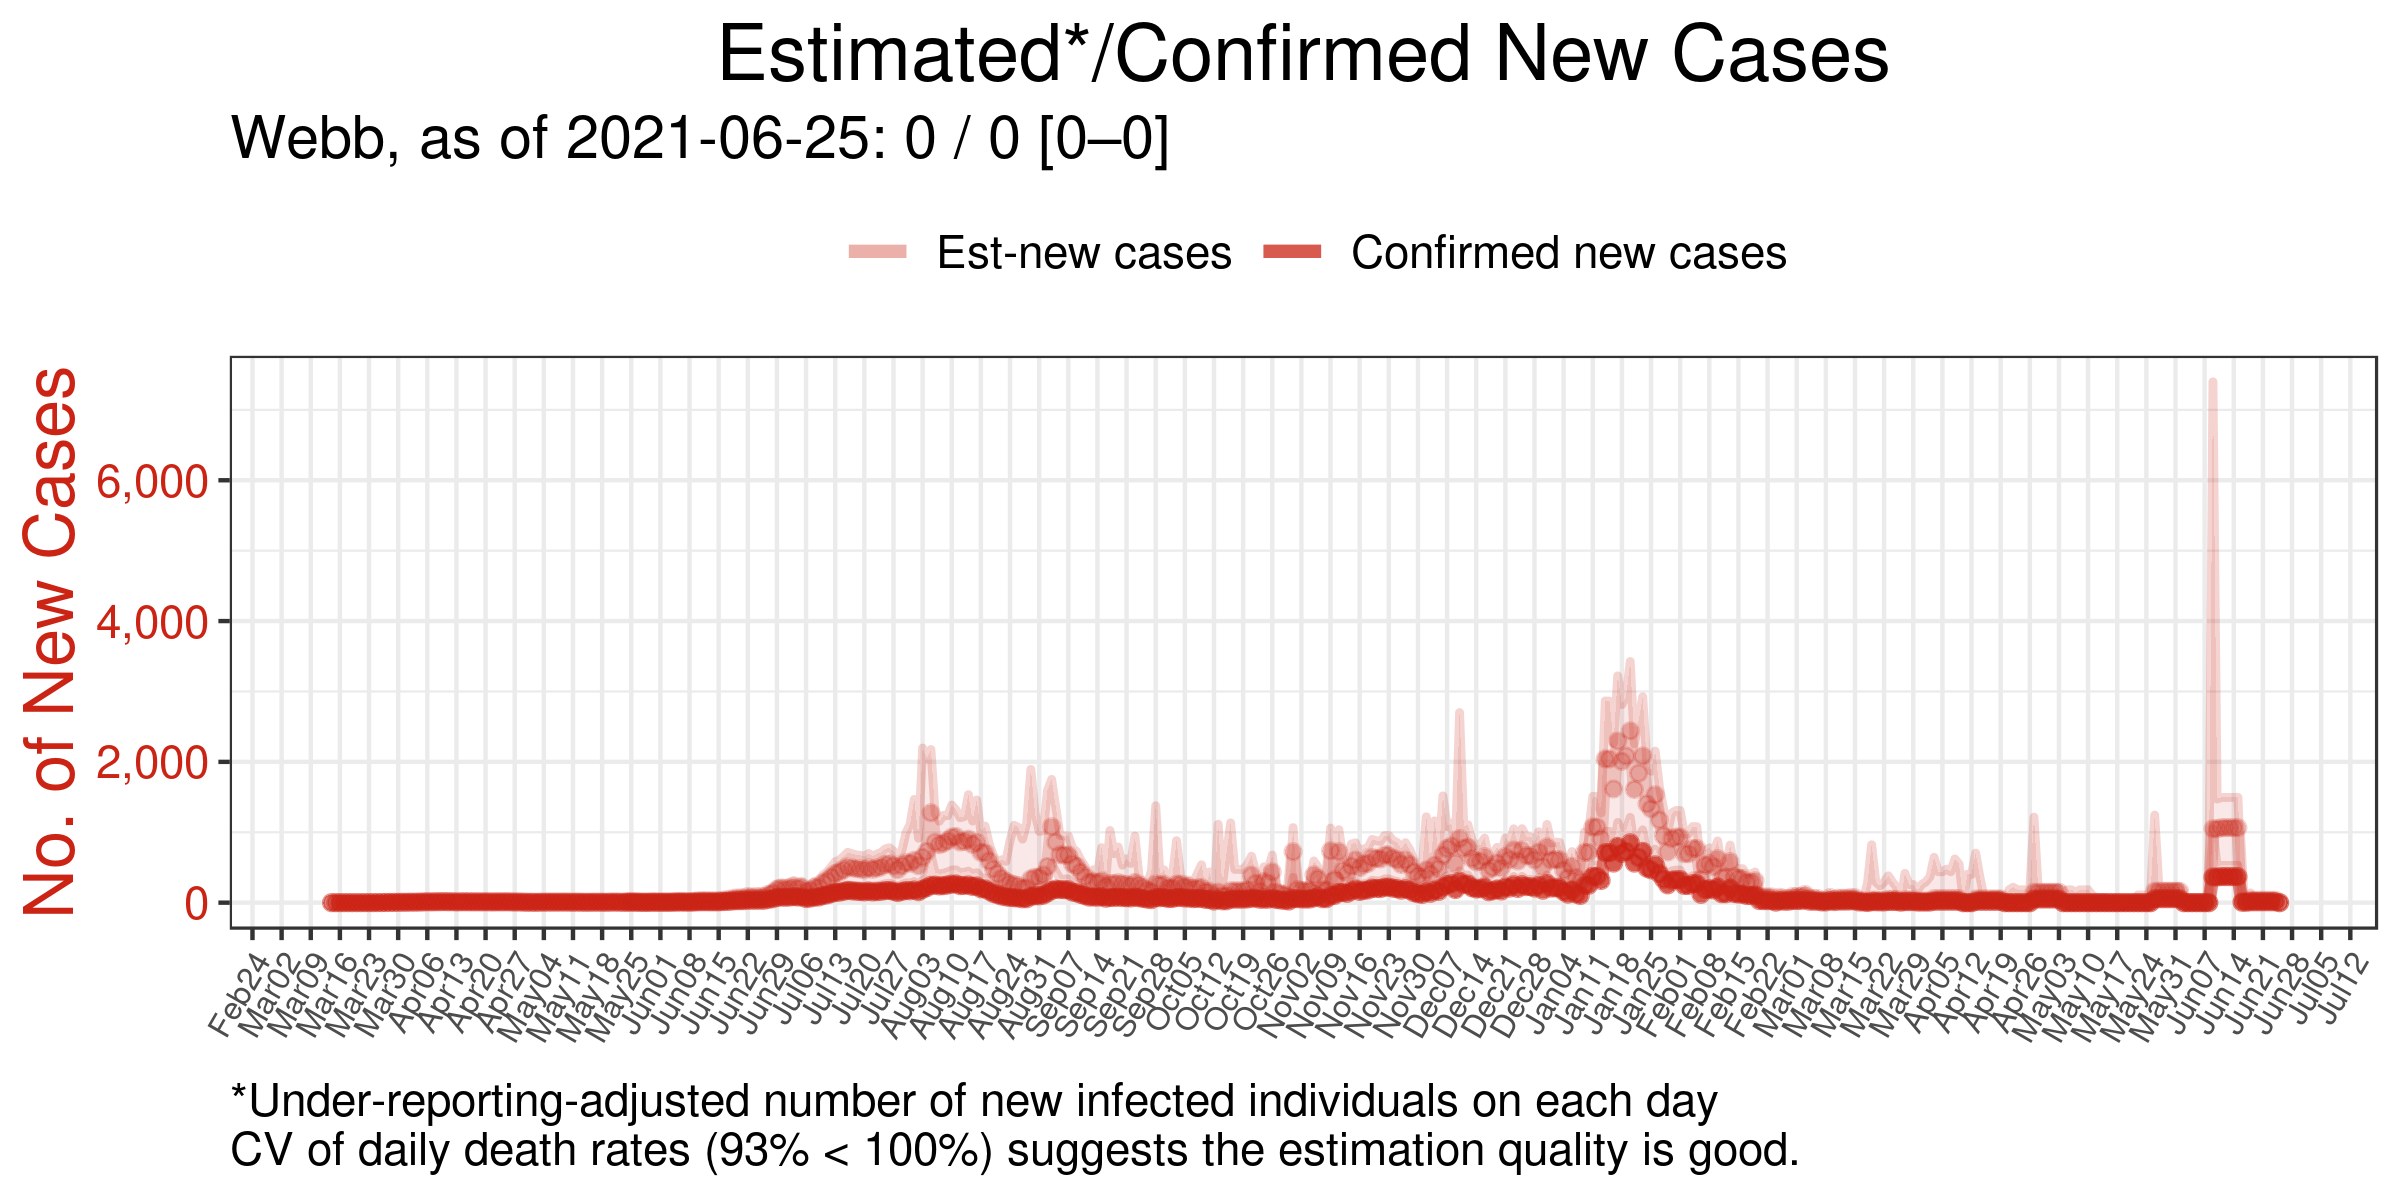 Estimated*/Confirmed New Cases
Webb, as of 2021-06-25: 0 / 0 [0–0]
Est-new cases Confirmed new cases
No. of New Cases
6,000
4,000
2,000
0
Feb24 Mar02 Mar09 Mar16 Mar23 Mar30 Apr06 Apr13 Apr20 Apr27 May04 May11 May18 May25 Jun01 Jun08 Jun15 Jun22 Jun29 Jul06 Jul13 Jul20 Jul27 Aug03 Aug10 Aug17 Aug24 Aug31 Sep07 Sep14 Sep21 Sep28 Oct05 Oct12 Oct19 Oct26 Nov02 Nov09 Nov16 Nov23 Nov30 Dec07 Dec14 Dec21 Dec28 Jan04 Jan11 Jan18 Jan25 Feb01 Feb08 Feb15 Feb22 Mar01 Mar08 Mar15 Mar22 Mar29 Apr05 Apr12 Apr19 Apr26 May03 May10 May17 May24 May31 Jun07 Jun14 Jun21 Jun28 Jul05 Jul12
*Under-reporting-adjusted number of new infected individuals on each day
CV of daily death rates (93% < 100%) suggests the estimation quality is good.